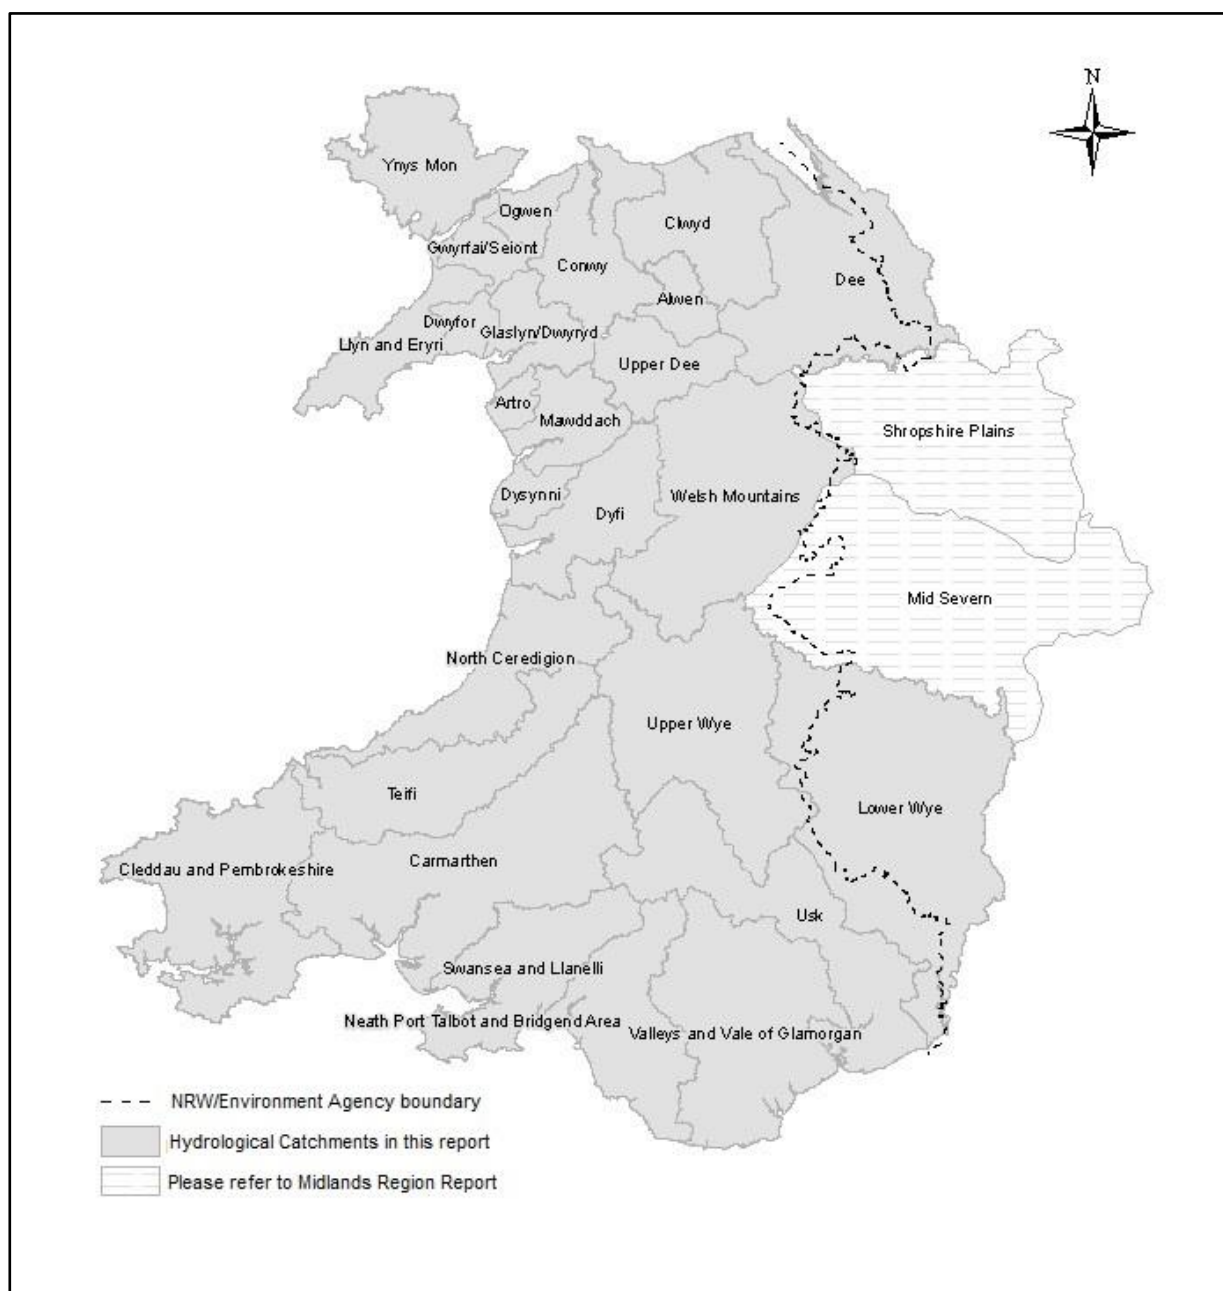 N
Ynys Mon
Ogwen
Clwyd
Gwyrfai/Seiont
Conwy
Dee
Alwen
Dwyfor
Glaslyn/Dwyryd
Llyn and Eryri
Upper Dee
Artro
Mawddach
Shropshire Plains
Dysynni
Welsh Mountains
Dyfi
Mid Severn
North Ceredigion
Upper Wye
Teifi
Lower Wye
Carmarthen
Cleddau and Pembrokeshire
Usk
Swansea and Llanelli
Neath Port Talbot and Bridgend Area
Valleys and Vale of Glamorgan
NRW/Environment Agency boundary
Hydrological Catchments in this report
Please refer to Midlands Region Report